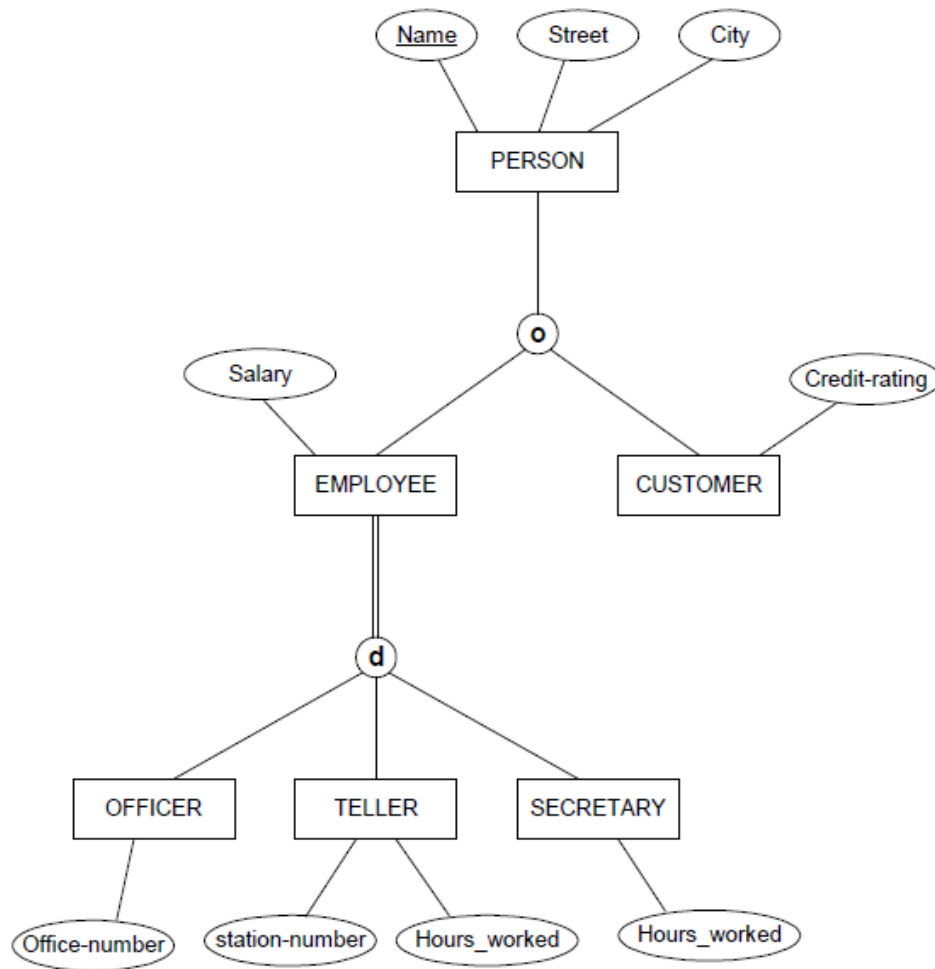 Name
Street
City
PERSON
o
Salary
Credit-rating
EMPLOYEE
CUSTOMER
d
OFFICER
TELLER
SECRETARY
Office-number
station-number
Hours_worked
Hours_worked